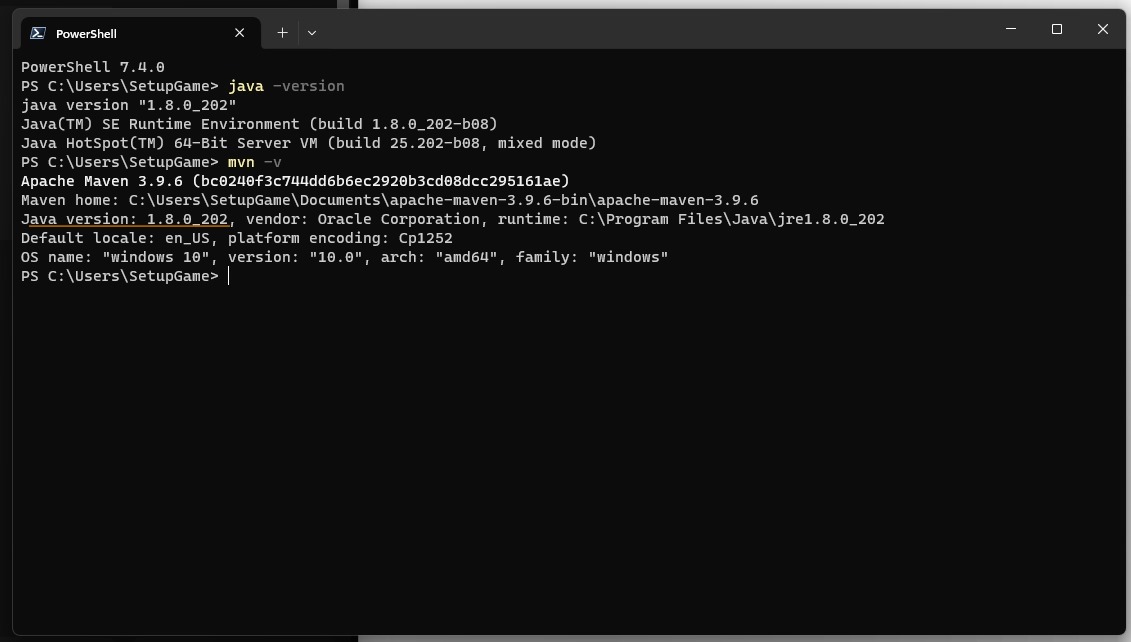 PowerShell
PowerShell 7.4.0
PS C:\Users\SetupGame> java -version
java version "1.8.0_202"
Java(TM) SE Runtime Environment (build 1.8.0_202-b08)
Java HotSpot(TM) 64-Bit Server VM (build 25.202-b08, mixed mode)
PS C:\Users\SetupGame> mvn -v
Apache Maven 3.9.6 (bc0240f3c744dd6b6ec2920b3cd08dcc295161ae)
Maven home: C:\Users\SetupGame\Documents\apache-maven-3.9.6-bin\apache-maven-3.9.6
Java version: 1.8.0_202, vendor: Oracle Corporation, runtime: C:\Program Files\Java\jre1.8.0_202
Default locale: en_US, platform encoding: Cp1252
OS name: "windows 10", version: "10.0", arch: "amd64", family: "windows"
PS C:\Users\SetupGame>